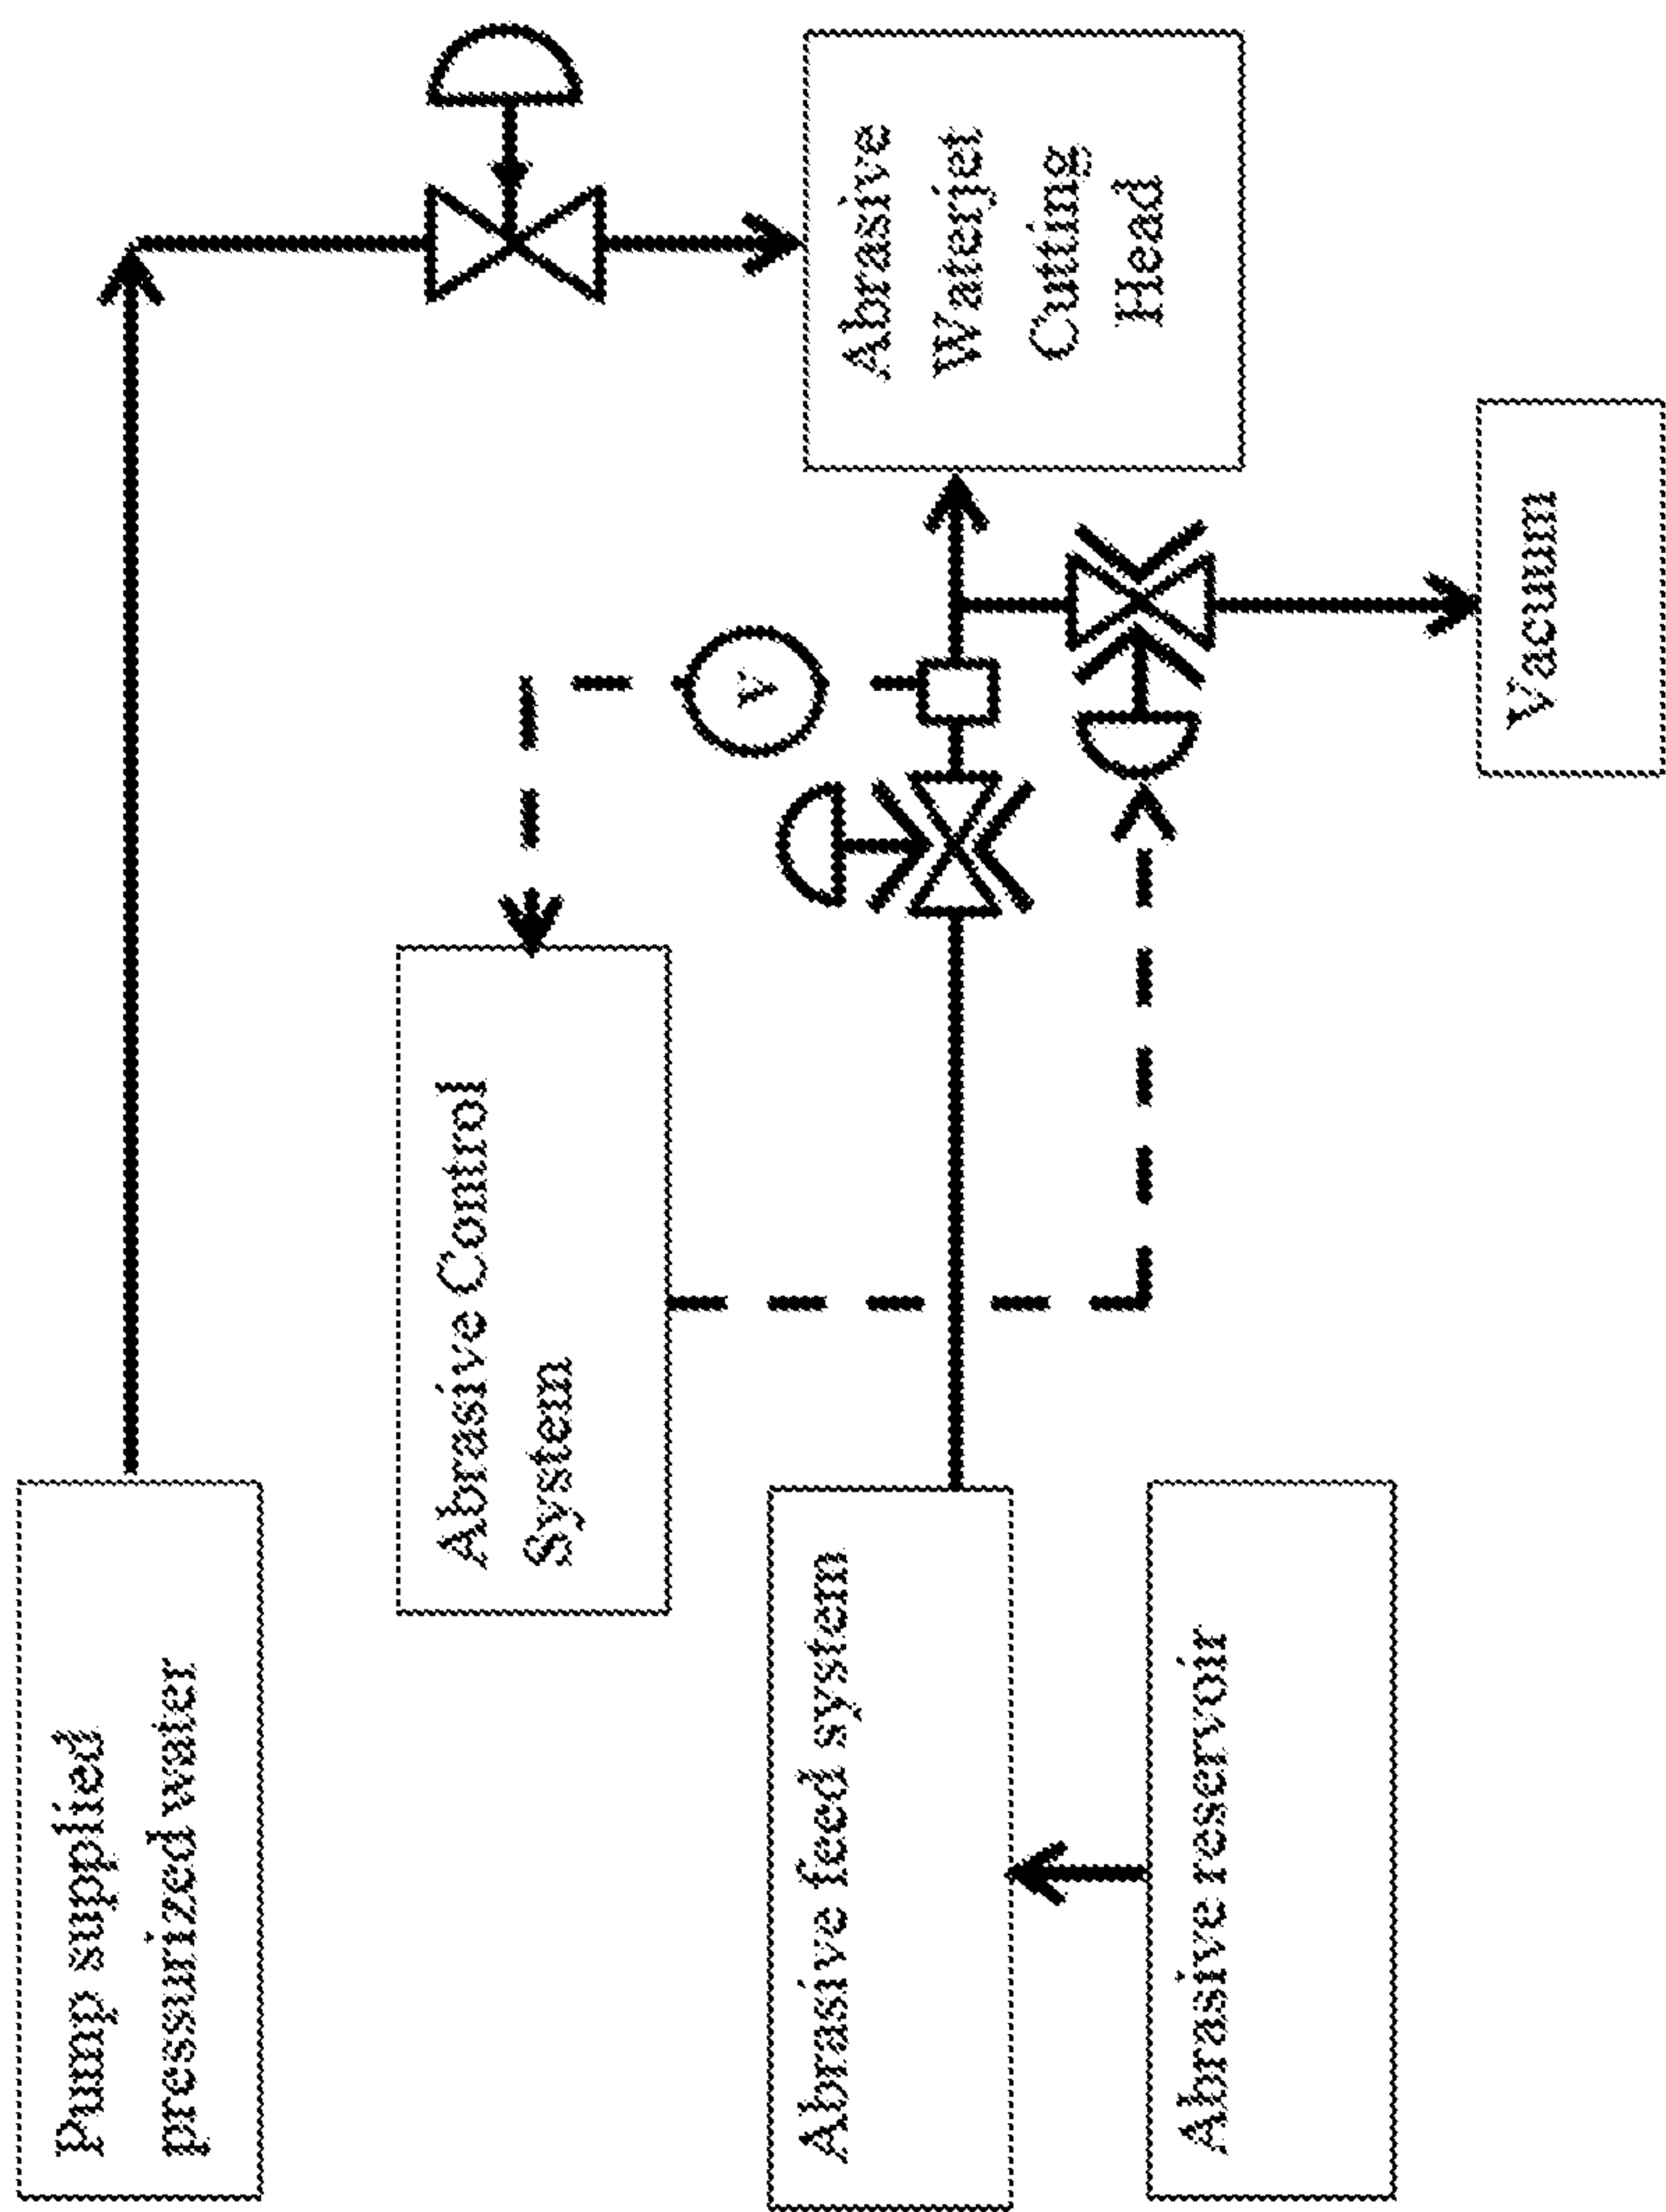 Pump supplied
pressurized water
Abrasive Control
System
Abrasive
Waterjet
Cutting
Head
A
Abrasive feed system
Abrasive reservoir
Vacuum